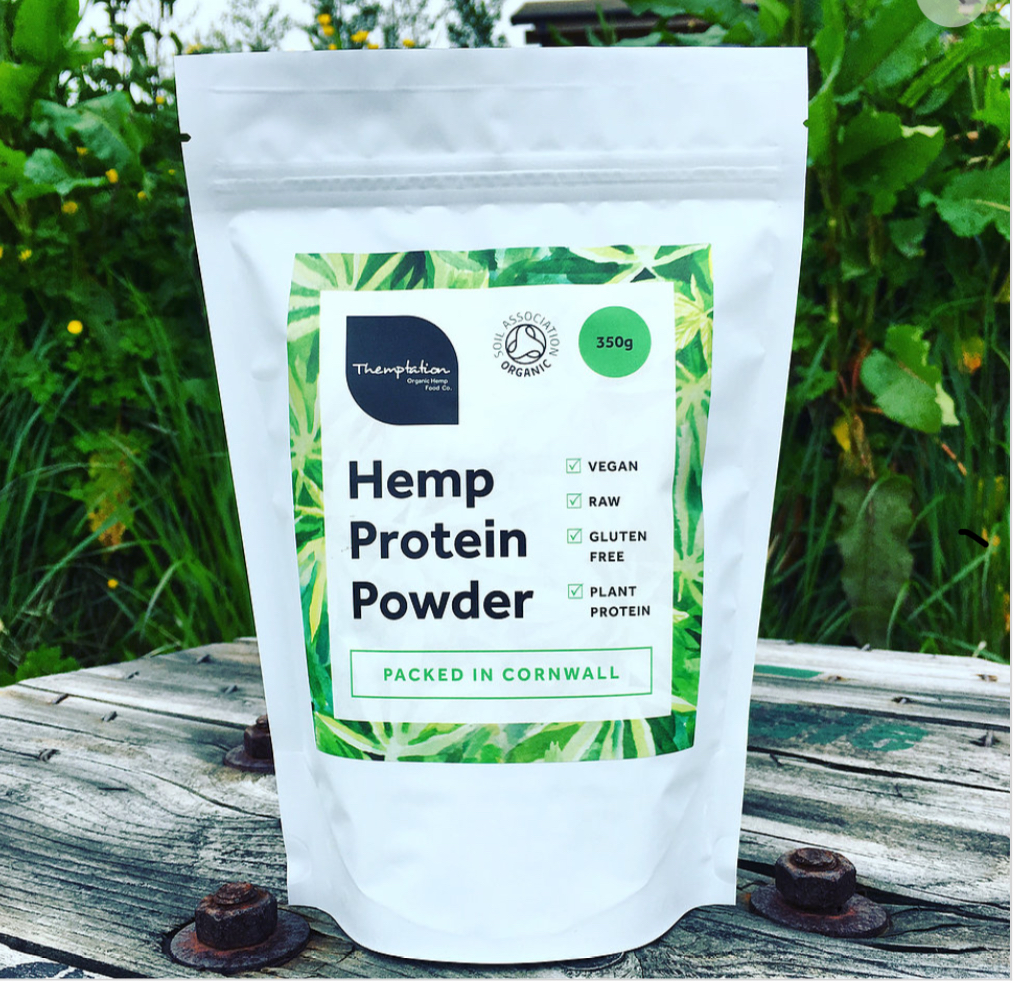 Themptation
Organic Hemp
Food Co.
SOIL ASSOCIATION
ORGANIC
350g
Hemp
Protein
Powder
VEGAN
RAW
GLUTEN
FREE
PLANT
PROTEIN
PACKED IN CORNWALL